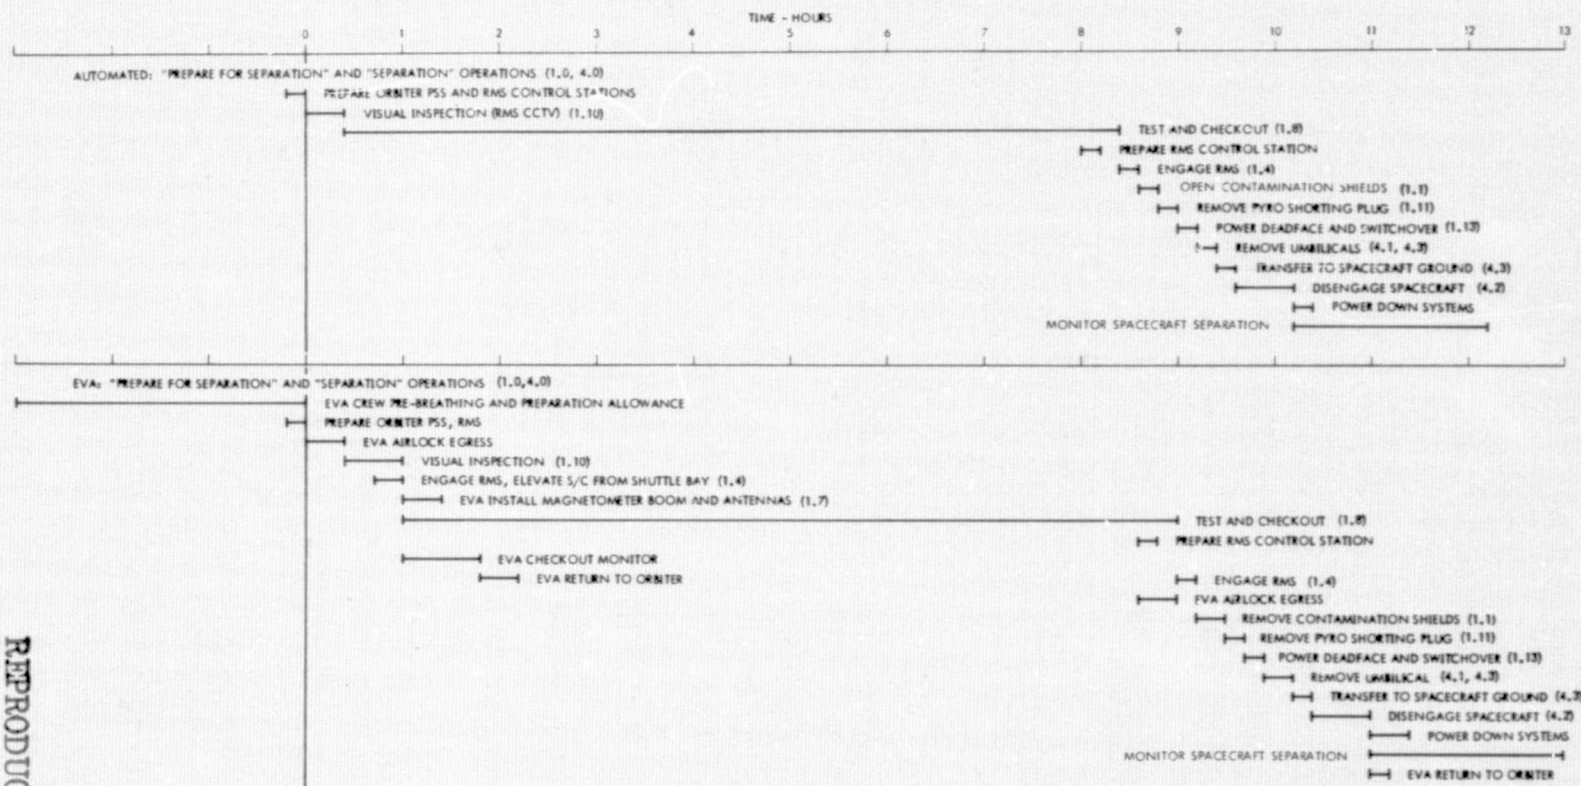 TIME - HOURS
0 1 2 3 4 5 6 7 8 9 10 11 12 13
AUTOMATED: "PREPARE FOR SEPARATION" AND "SEPARATION" OPERATIONS (1.0, 4.0)
PREPARE ORBITER PSS AND RMS CONTROL STATIONS
VISUAL INSPECTION (RMS CCTV) (1.10)
TEST AND CHECKOUT (1.8)
PREPARE RMS CONTROL STATION
ENGAGE RMS (1.4)
OPEN CONTAMINATION SHIELDS (1.1)
REMOVE PYRO SHORTING PLUG (1.11)
POWER DEADFACE AND SWITCHOVER (1.13)
REMOVE UMBILICALS (4.1, 4.3)
TRANSFER TO SPACECRAFT GROUND (4.3)
DISENGAGE SPACECRAFT (4.2)
POWER DOWN SYSTEMS
MONITOR SPACECRAFT SEPARATION
EVA: "PREPARE FOR SEPARATION" AND "SEPARATION" OPERATIONS (1.0,4.0)
EVA CREW PRE-BREATHING AND PREPARATION ALLOWANCE
PREPARE ORBITER PSS, RMS
EVA AIRLOCK EGRESS
VISUAL INSPECTION (1.10)
ENGAGE RMS, ELEVATE S/C FROM SHUTTLE BAY (1.4)
EVA INSTALL MAGNETOMETER BOOM AND ANTENNAS (1.7)
TEST AND CHECKOUT (1.8)
PREPARE RMS CONTROL STATION
EVA CHECKOUT MONITOR
EVA RETURN TO ORBITER
ENGAGE RMS (1.4)
EVA AIRLOCK EGRESS
REMOVE CONTAMINATION SHIELDS (1.1)
REMOVE PYRO SHORTING PLUG (1.11)
POWER DEADFACE AND SWITCHOVER (1.13)
REMOVE UMBILICAL (4.1, 4.3)
TRANSFER TO SPACECRAFT GROUND (4.3)
DISENGAGE SPACECRAFT (4.2)
POWER DOWN SYSTEMS
MONITOR SPACECRAFT SEPARATION
EVA RETURN TO ORBITER